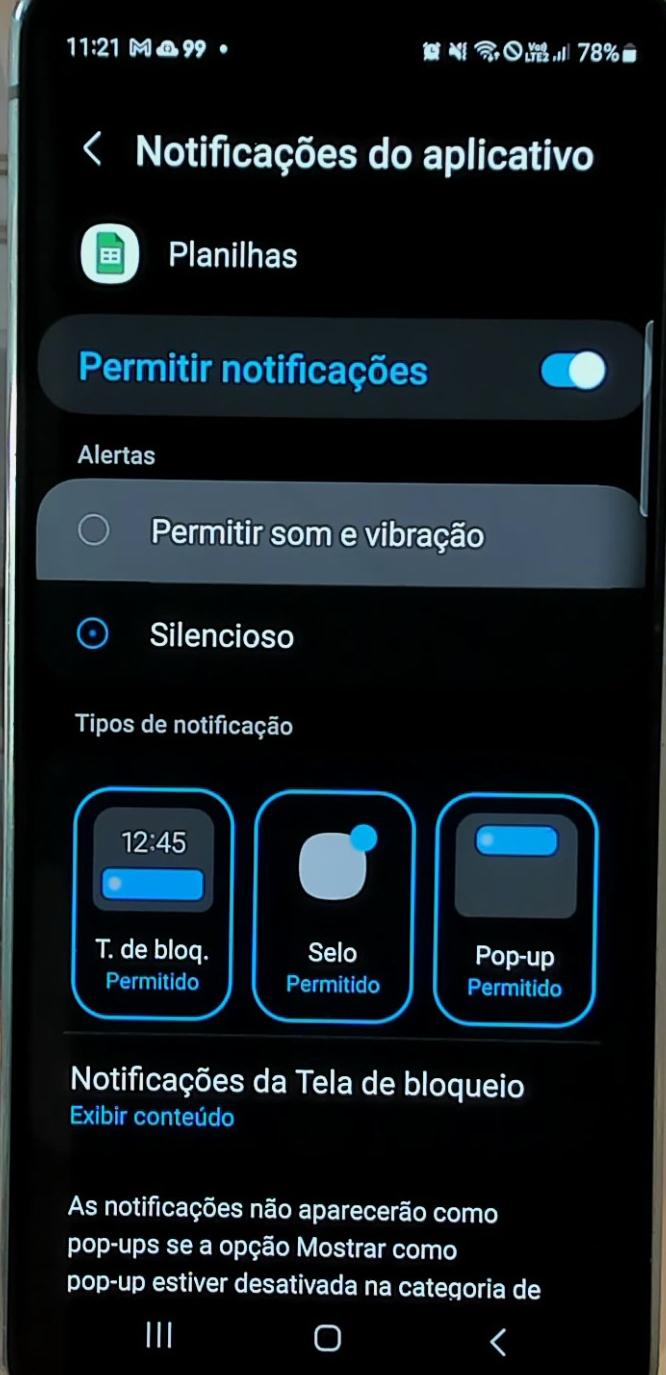 11:21 99
VoD LTE2 78%
Notificações do aplicativo
Planilhas
Permitir notificações
Alertas
Permitir som e vibração
Silencioso
Tipos de notificação
12:45
T. de bloq.
Permitido
Selo
Permitido
Pop-up
Permitido
Notificações da Tela de bloqueio
Exibir conteúdo
As notificações não aparecerão como
pop-ups se a opção Mostrar como
pop-up estiver desativada na categoria de